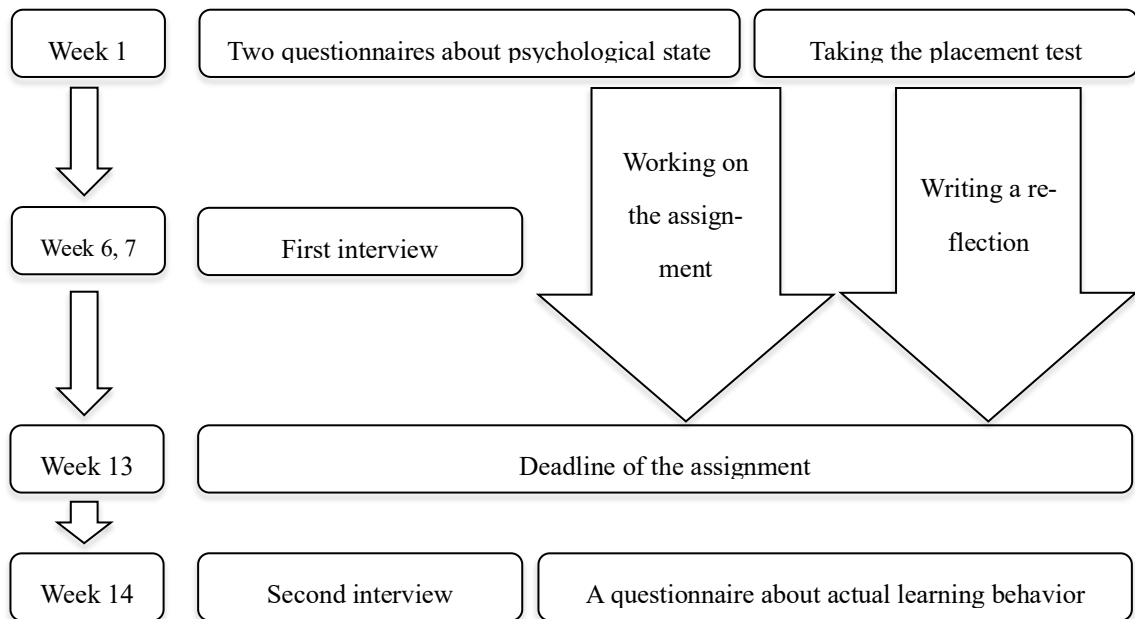 Week 1
Two questionnaires about psychological state
Taking the placement test
Working on
the assign-
ment
Writing a re-
flection
Week 6, 7
First interview
Week 13
Deadline of the assignment
Week 14
Second interview
A questionnaire about actual learning behavior